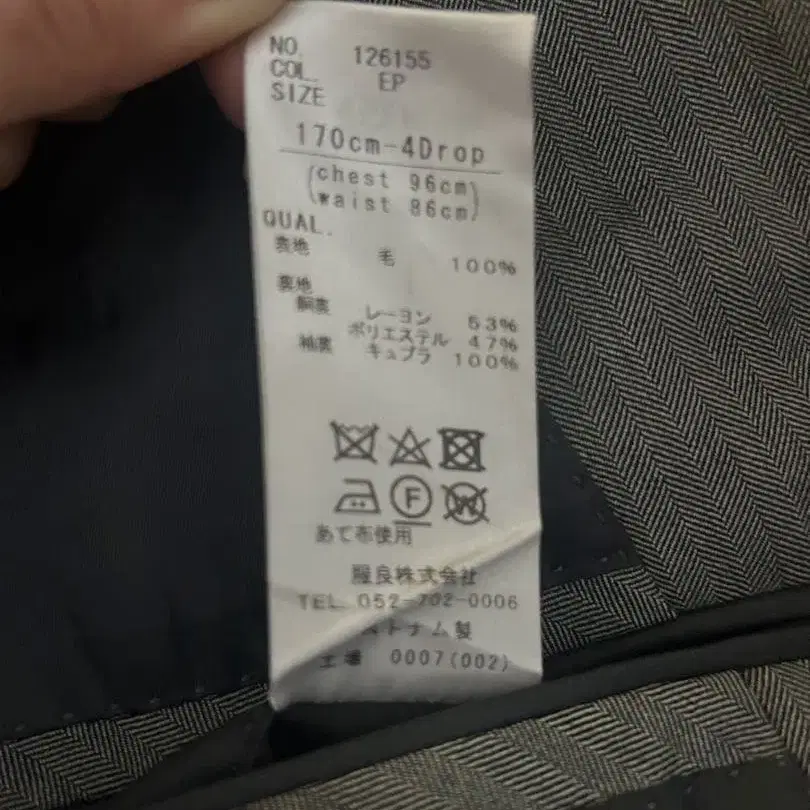 NO. 126155
COL. EP
SIZE
170cm-4Drop
(chest 96cm)
(waist 86cm)
QUAL.
表地 毛 100%
裏地
胴裏 レーヨン 53%
ポリエステル 47%
袖裏 キュプラ 100%
F
W
あて布使用
服良株式会社
TEL. 052-702-0006
ベトナム製
工場 0007(002)